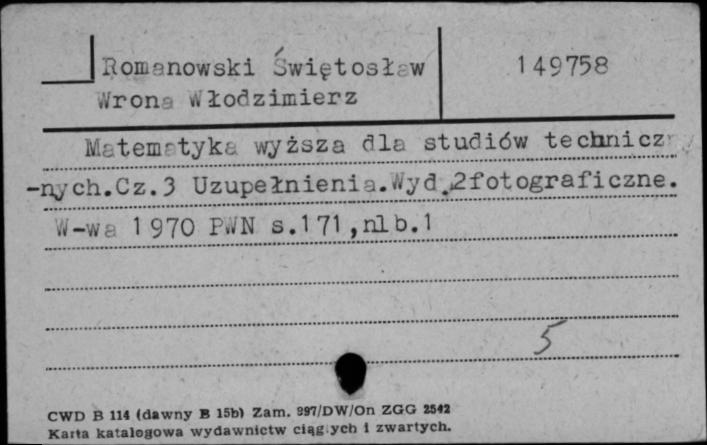 Romanowski Świętosław
149758
Wrona Włodzimierz
Matematyka wyższa dla studiów technicz
-nych.Cz.3 Uzupełnienia.Wyd.2fotograficzne.
W-wa 1970 PWN s.171,nlb.1
5
CWD B 114 (dawny B 15b) Zam. 997/DW/On ZGG 2542
Karta katalogowa wydawnictw ciągłych i zwartych.